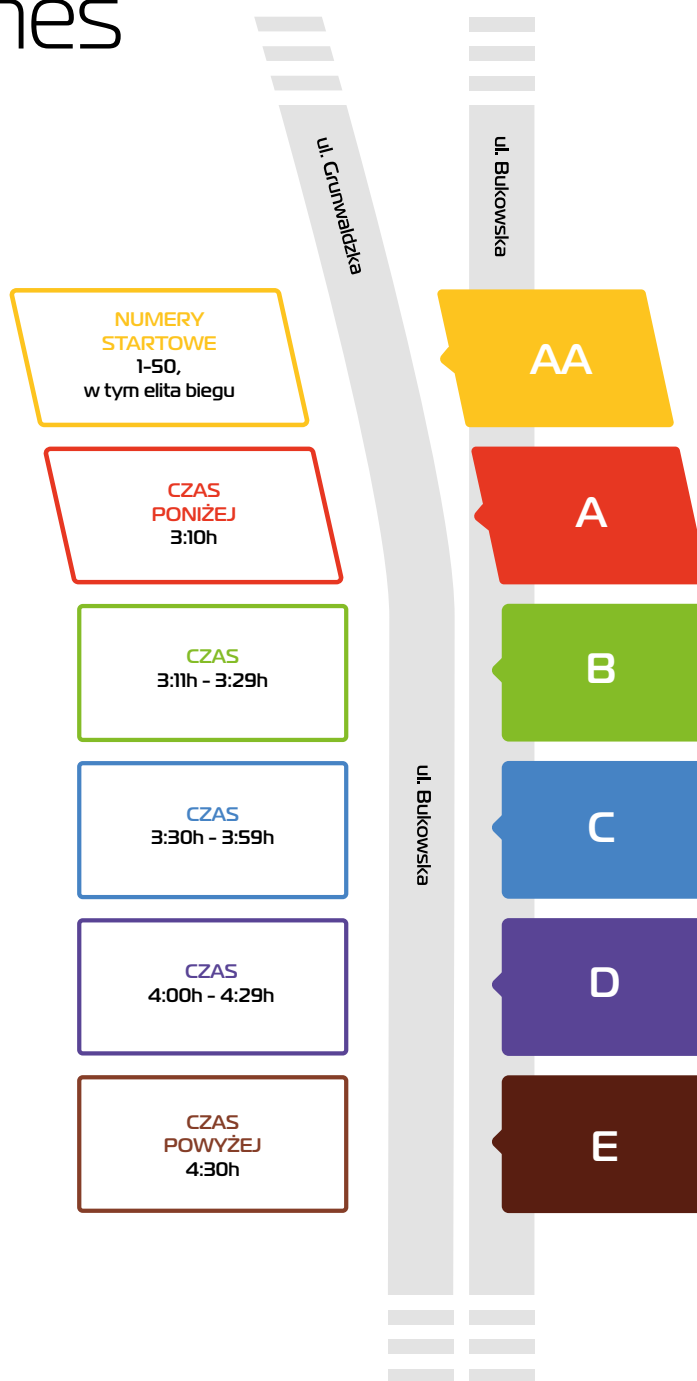 ul. Grunwaldzka
ul. Bukowska
NUMERY
STARTOWE
1-50,
w tym elita biegu
AA
CZAS
PONIŻEJ
3:10h
A
CZAS
3:11h - 3:29h
B
CZAS
3:30h - 3:59h
C
ul. Bukowska
CZAS
4:00h - 4:29h
D
CZAS
POWYŻEJ
4:30h
E